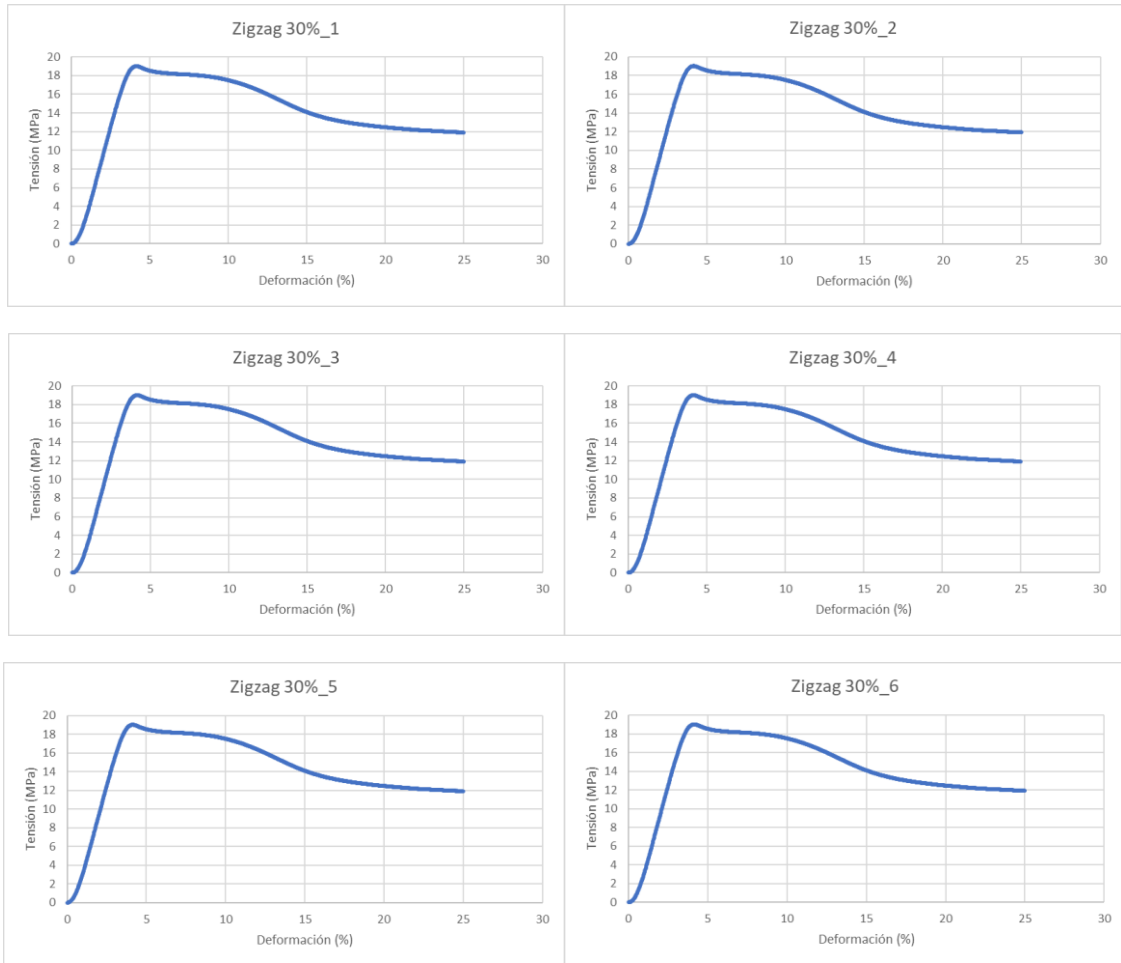 Zigzag 30%_1
Tensión (MPa)
20
18
16
14
12
10
8
6
4
2
0
0 5 10 15 20 25 30
Deformación (%)
Zigzag 30%_2
Tensión (MPa)
20
18
16
14
12
10
8
6
4
2
0
0 5 10 15 20 25 30
Deformación (%)
Zigzag 30%_3
Tensión (MPa)
20
18
16
14
12
10
8
6
4
2
0
0 5 10 15 20 25 30
Deformación (%)
Zigzag 30%_4
Tensión (MPa)
20
18
16
14
12
10
8
6
4
2
0
0 5 10 15 20 25 30
Deformación (%)
Zigzag 30%_5
Tensión (MPa)
20
18
16
14
12
10
8
6
4
2
0
0 5 10 15 20 25 30
Deformación (%)
Zigzag 30%_6
Tensión (MPa)
20
18
16
14
12
10
8
6
4
2
0
0 5 10 15 20 25 30
Deformación (%)